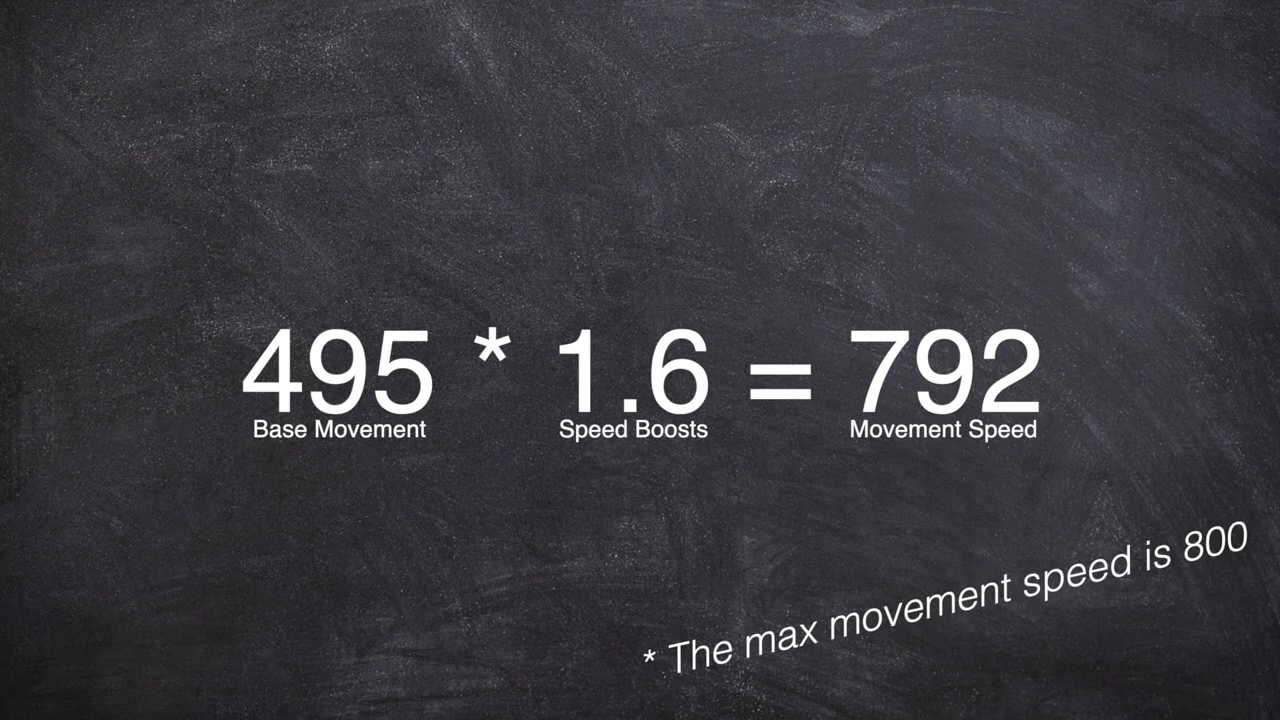 495 * 1.6 = 792
Base Movement Speed Boosts Movement Speed
* The max movement speed is 800